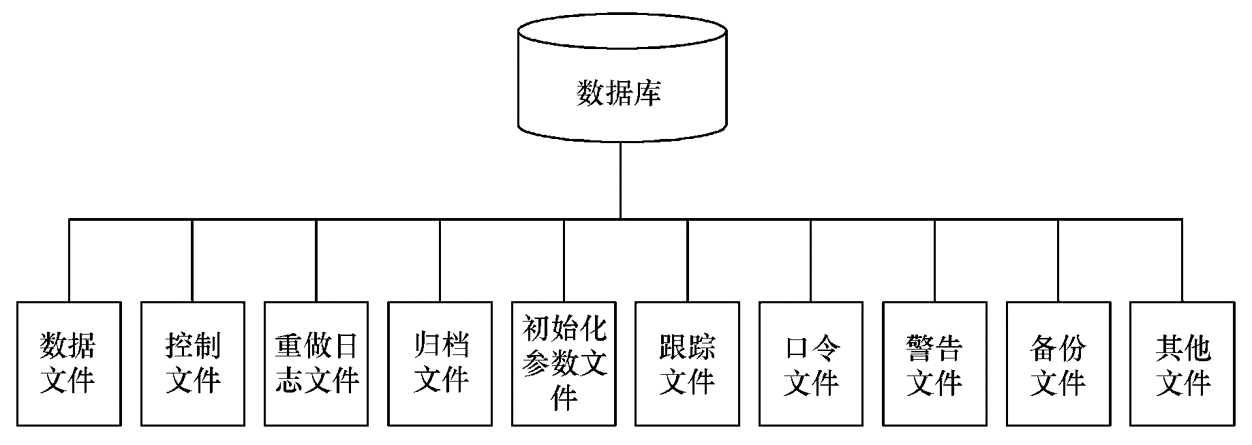 数据库
数据
文件
控制
文件
重做日
志文件
归档
文件
初始化
参数文
件
跟踪
文件
口令
文件
警告
文件
备份
文件
其他
文件